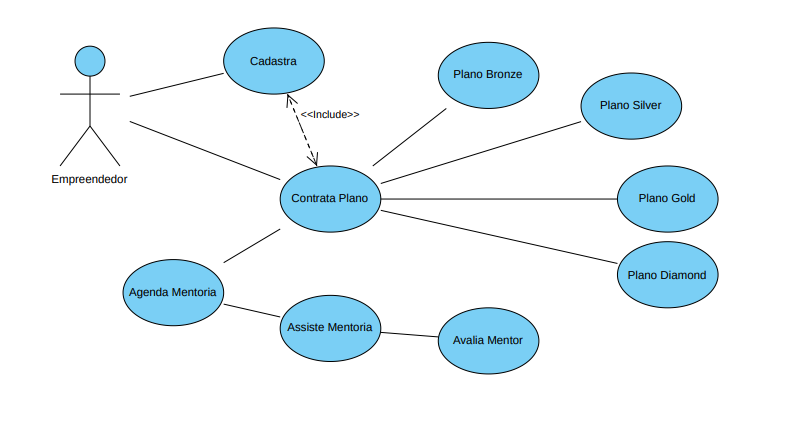 Cadastra
Plano Bronze
Plano Silver
<<Include>>
Empreendedor
Contrata Plano
Plano Gold
Plano Diamond
Agenda Mentoria
Assiste Mentoria
Avalia Mentor